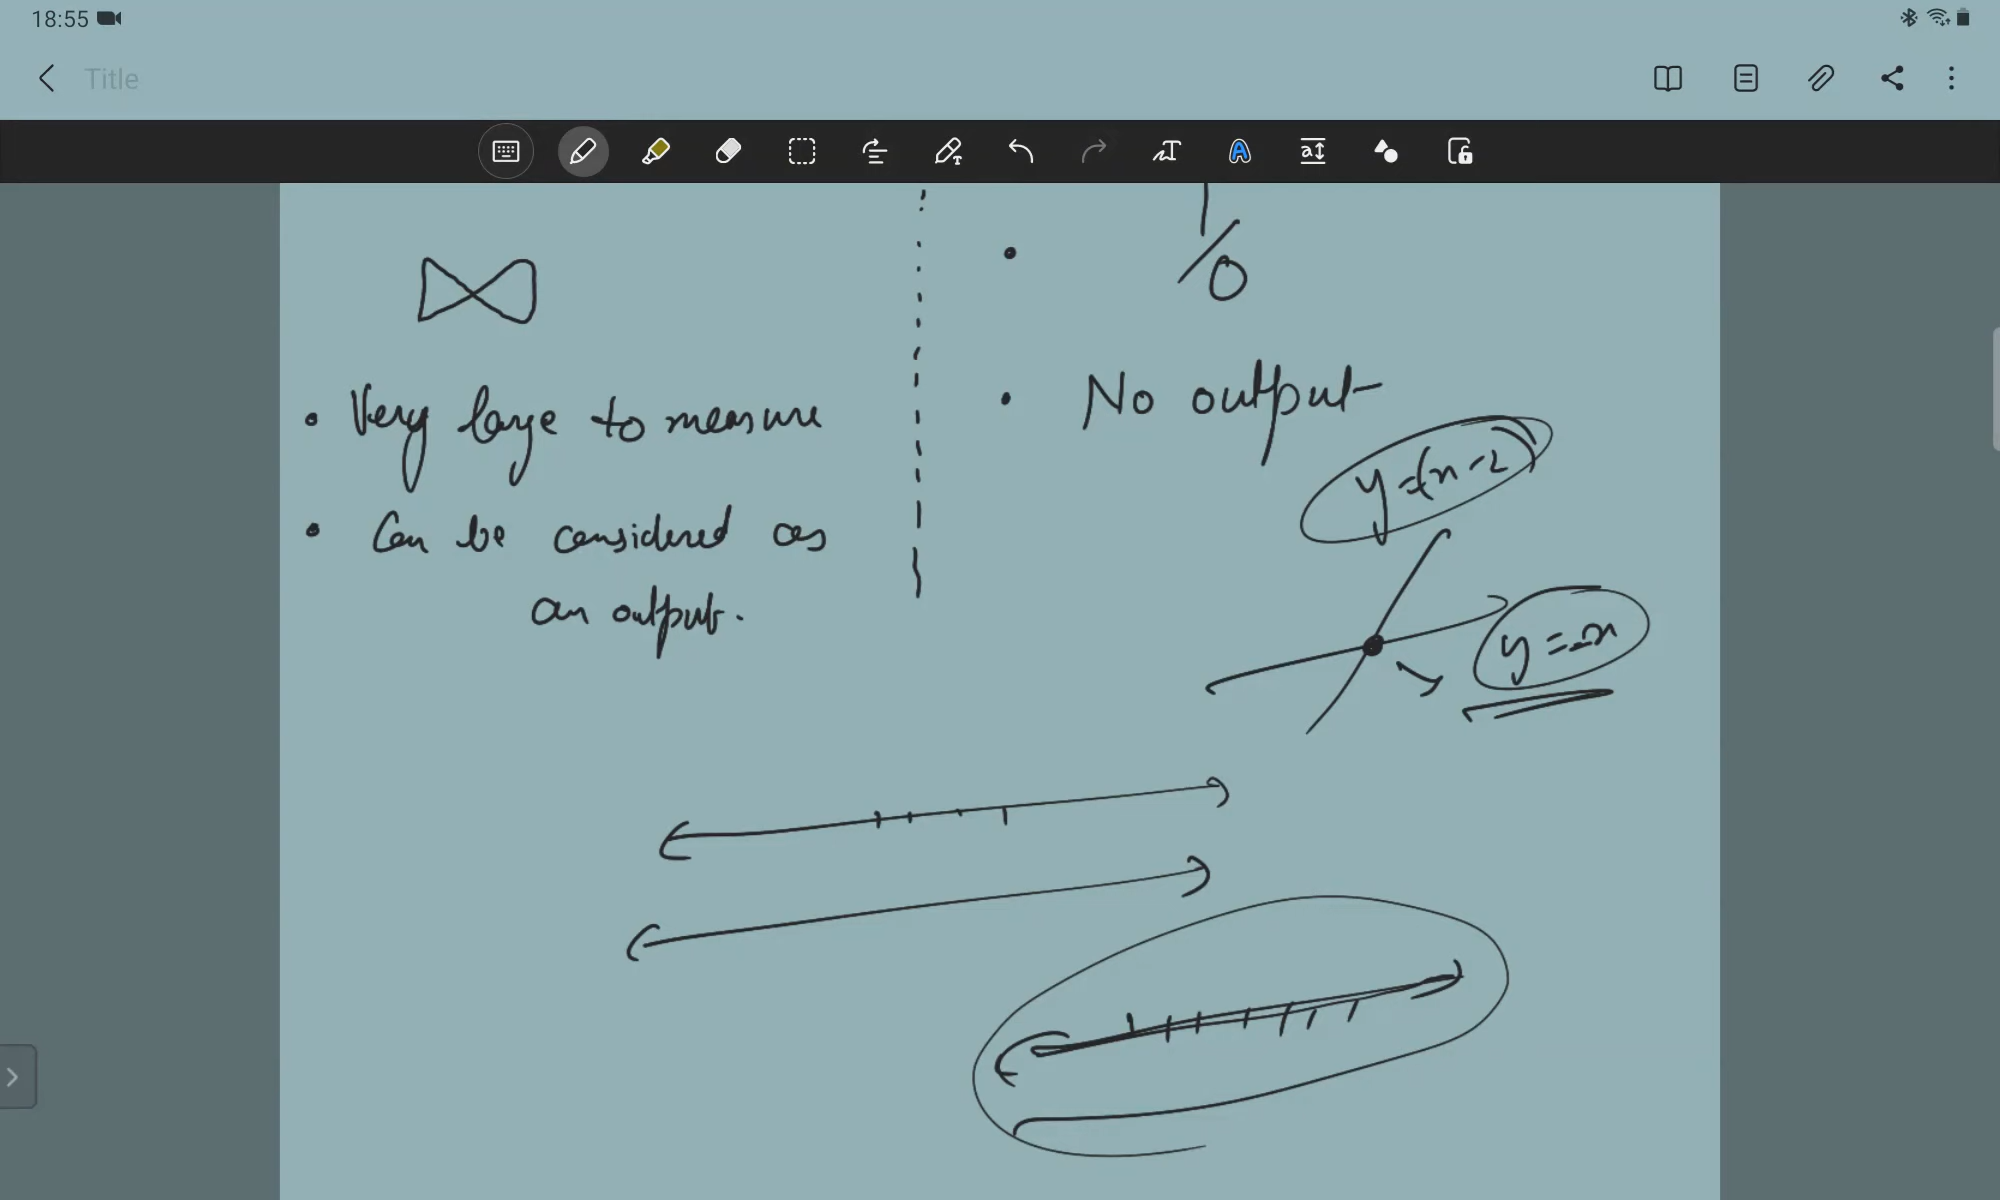 18:55
Title
1/0
• Very large to measure
• No output
y=(x-2)
• Can be considered as
an output.
y=-x